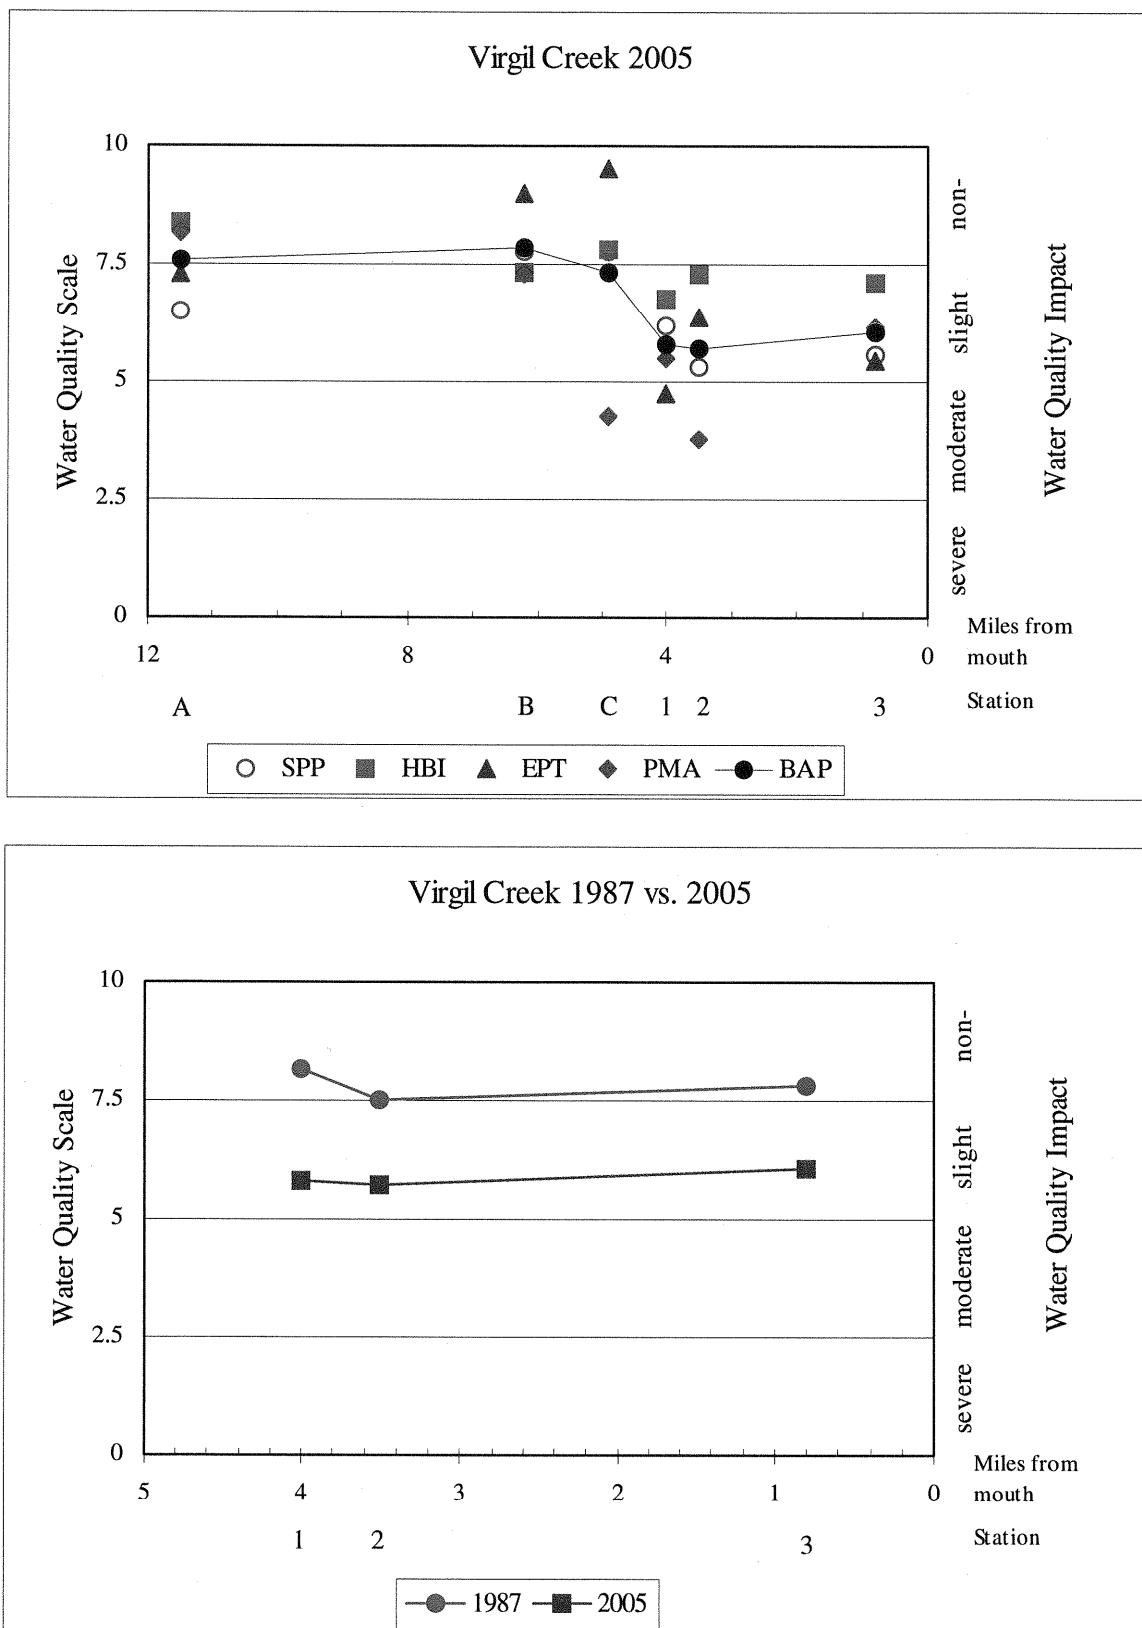 Virgil Creek 2005
10
7.5
5
2.5
0
Water Quality Scale
non-
slight
moderate
severe
Water Quality Impact
12 8 4 0
Miles from
mouth
A B C 1 2 3
Station
SPP HBI EPT PMA BAP
Virgil Creek 1987 vs. 2005
10
7.5
5
2.5
0
Water Quality Scale
non-
slight
moderate
severe
Water Quality Impact
5 4 3 2 1 0
Miles from
mouth
1 2 3
Station
1987 2005